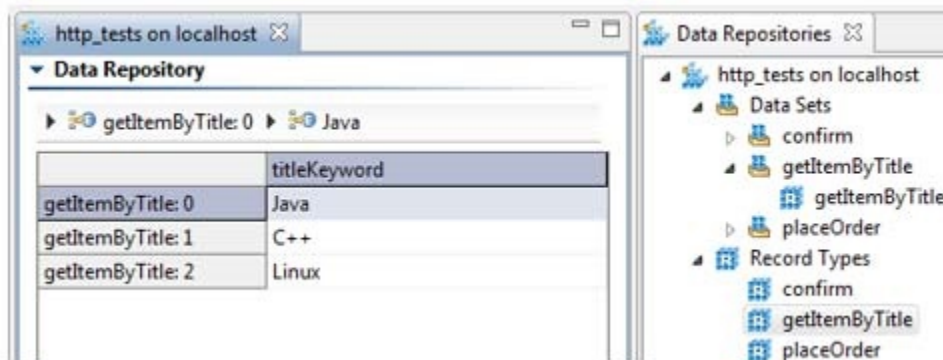 http_tests on localhost
Data Repository
getItemByTitle: 0 Java
titleKeyword
getItemByTitle: 0 Java
getItemByTitle: 1 C++
getItemByTitle: 2 Linux
Data Repositories
http_tests on localhost
Data Sets
confirm
getItemByTitle
getItemByTitle
placeOrder
Record Types
confirm
getItemByTitle
placeOrder